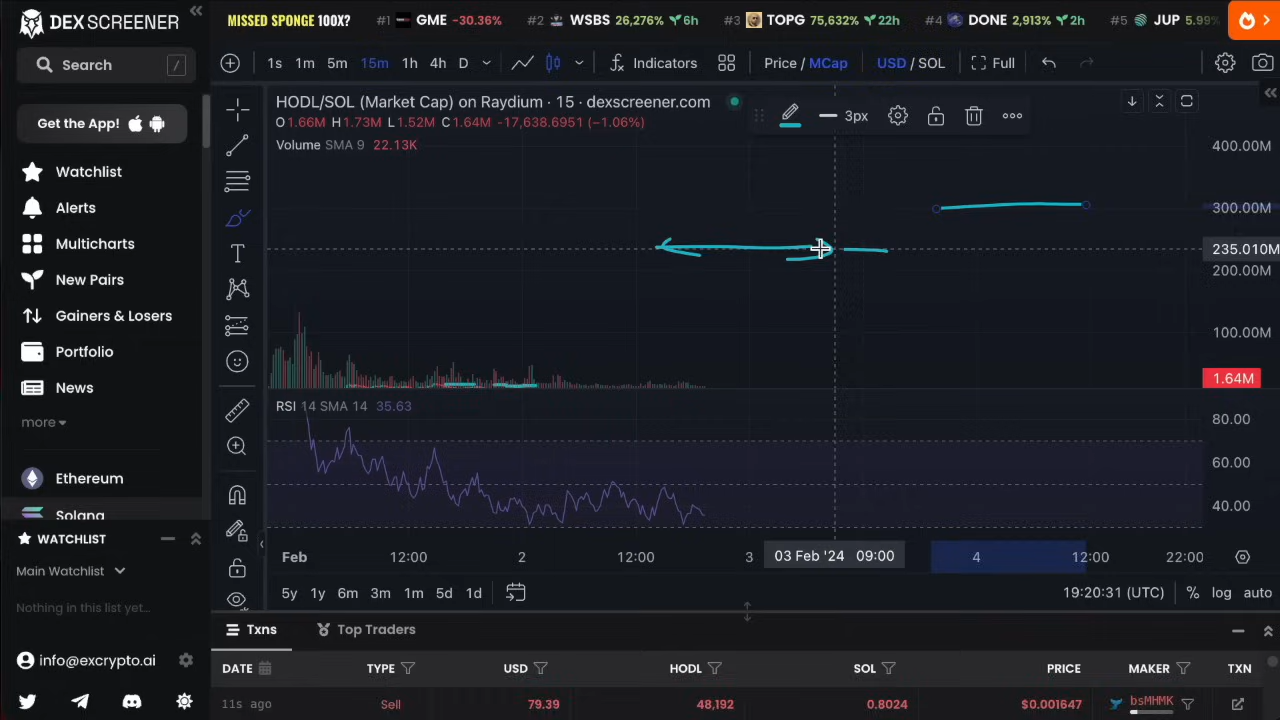 DEX SCREENER
MISSED SPONGE 100X? #1 GME -30.36% #2 WSBS 26,276% 6h #3 TOPG 75,632% 22h #4 DONE 2,913% 2h #5 JUP 5.99%
Search /
1s 1m 5m 15m 1h 4h D Indicators Price / MCap USD / SOL Full
Get the App!
HODL/SOL (Market Cap) on Raydium · 15 · dexscreener.com
3px
O1.66M H1.73M L1.52M C1.64M -17,638.6951 (−1.06%)
Volume SMA 9 22.13K
400.00M
300.00M
235.010M
200.00M
100.00M
1.64M
Watchlist
Alerts
Multicharts
New Pairs
Gainers & Losers
Portfolio
News
more
Ethereum
Solana
RSI 14 SMA 14 35.63
80.00
60.00
40.00
WATCHLIST
Main Watchlist
Nothing in this list yet...
info@excrypto.ai
Feb 12:00 2 12:00 3 03 Feb '24 09:00 4 12:00 22:00
5y 1y 6m 3m 1m 5d 1d 19:20:31 (UTC) % log auto
Txns Top Traders
DATE TYPE USD HODL SOL PRICE MAKER TXN
11s ago Sell 79.39 48,192 0.8024 $0.001647 bsMHMK